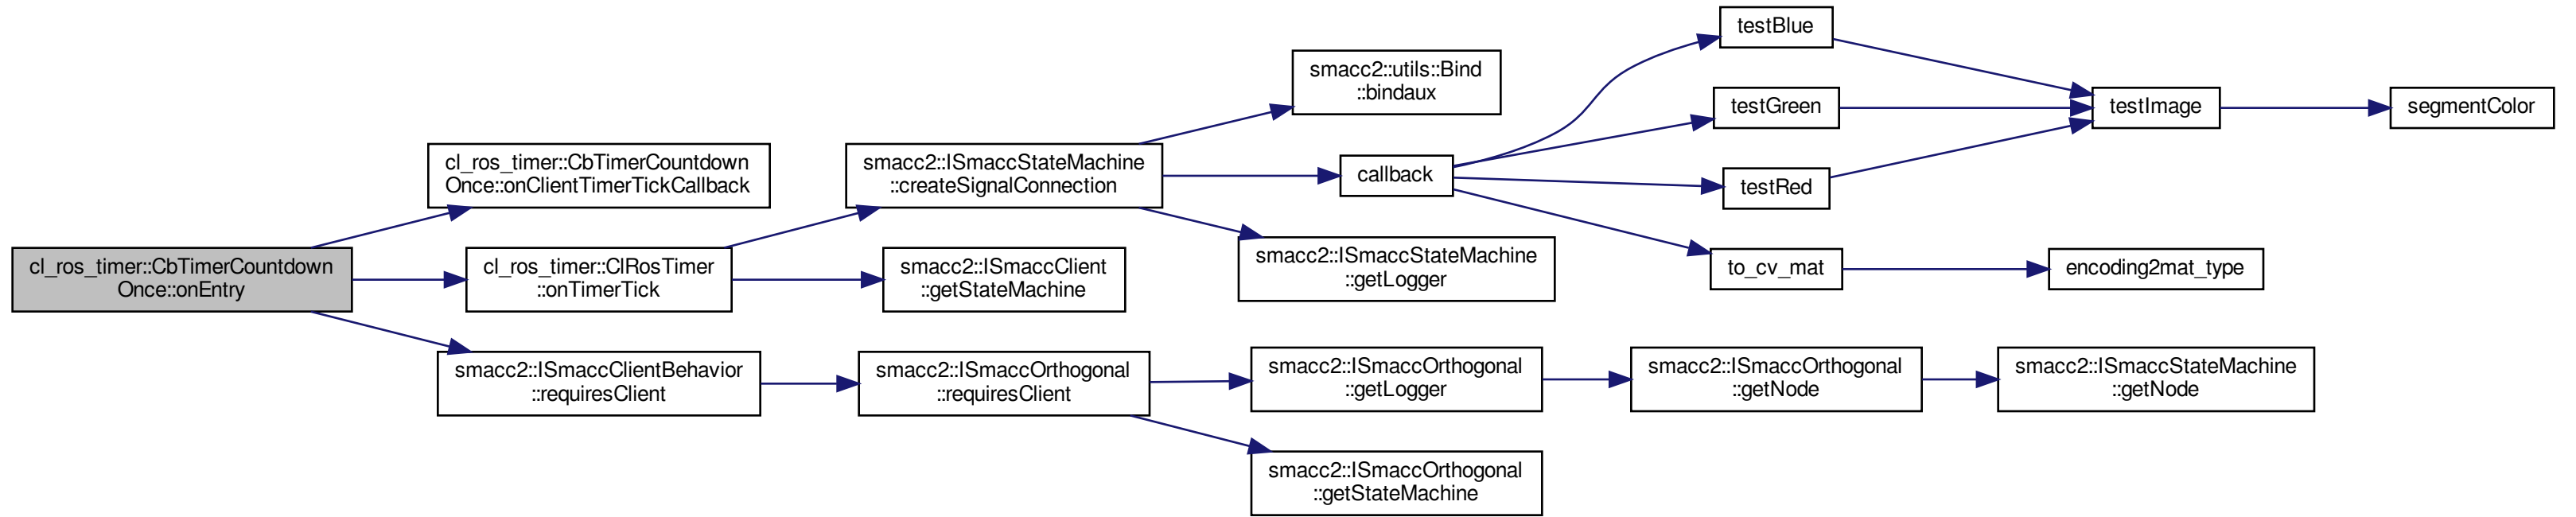 cl_ros_timer::CbTimerCountdown
Once::onEntry
cl_ros_timer::CbTimerCountdown
Once::onClientTimerTickCallback
cl_ros_timer::ClRosTimer
::onTimerTick
smacc2::ISmaccClientBehavior
::requiresClient
smacc2::ISmaccStateMachine
::createSignalConnection
smacc2::ISmaccClient
::getStateMachine
smacc2::ISmaccOrthogonal
::requiresClient
smacc2::utils::Bind
::bindaux
callback
smacc2::ISmaccStateMachine
::getLogger
smacc2::ISmaccOrthogonal
::getLogger
smacc2::ISmaccOrthogonal
::getStateMachine
testBlue
testGreen
testRed
to_cv_mat
smacc2::ISmaccOrthogonal
::getNode
testImage
encoding2mat_type
smacc2::ISmaccStateMachine
::getNode
segmentColor